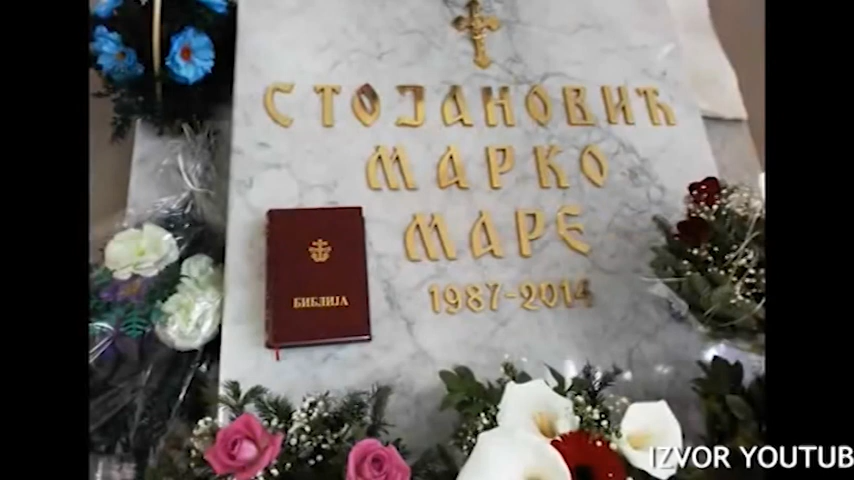 СТОЈАНОВИЋ
МАРКО
МАРЕ
1987-2014
БИБЛИЈА
IZVOR YOUTUB